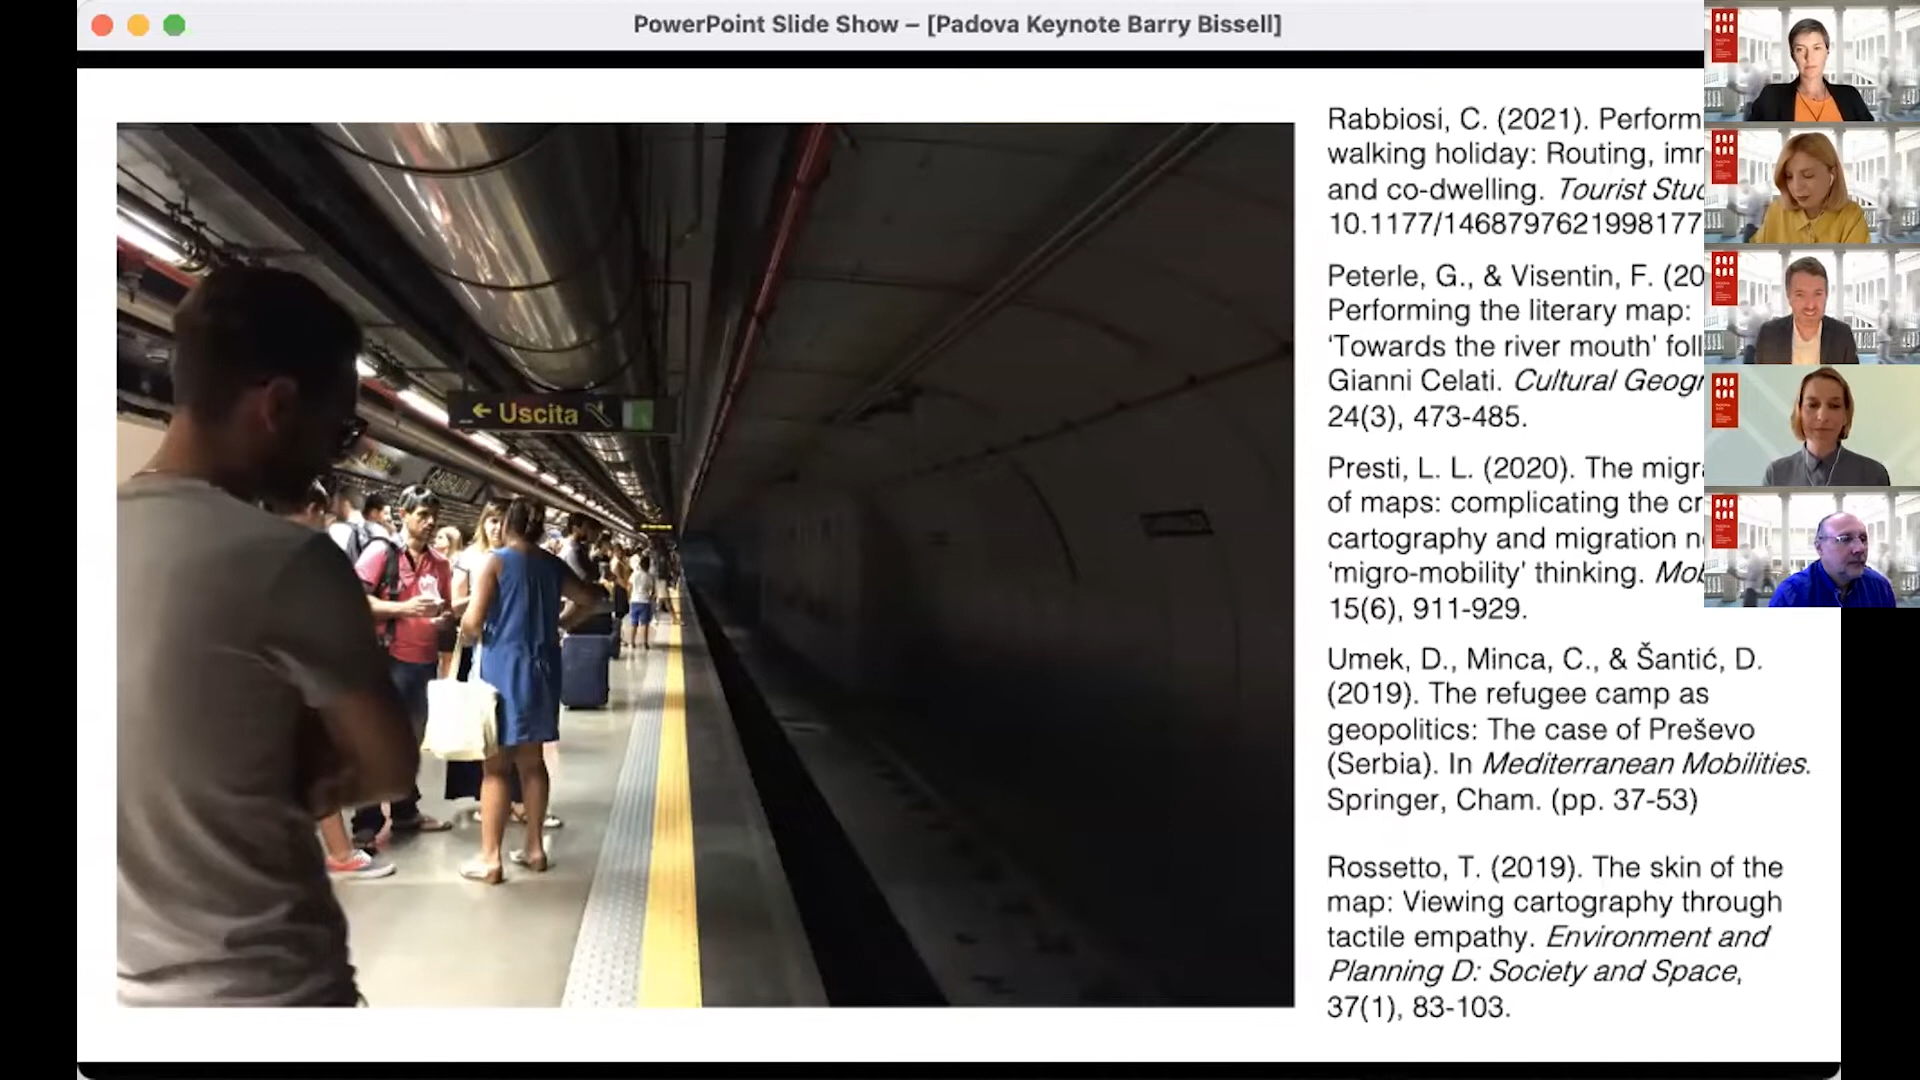 PowerPoint Slide Show – [Padova Keynote Barry Bissell]
← Uscita
Rabbiosi, C. (2021). Perform
walking holiday: Routing, imm
and co-dwelling. Tourist Stud
10.1177/1468797621998177
Peterle, G., & Visentin, F. (20
Performing the literary map:
‘Towards the river mouth’ foll
Gianni Celati. Cultural Geogr
24(3), 473-485.
Presti, L. L. (2020). The migra
of maps: complicating the cr
cartography and migration ne
‘migro-mobility’ thinking. Mob
15(6), 911-929.
Umek, D., Minca, C., & Šantić, D.
(2019). The refugee camp as
geopolitics: The case of Preševo
(Serbia). In Mediterranean Mobilities.
Springer, Cham. (pp. 37-53)
Rossetto, T. (2019). The skin of the
map: Viewing cartography through
tactile empathy. Environment and
Planning D: Society and Space,
37(1), 83-103.